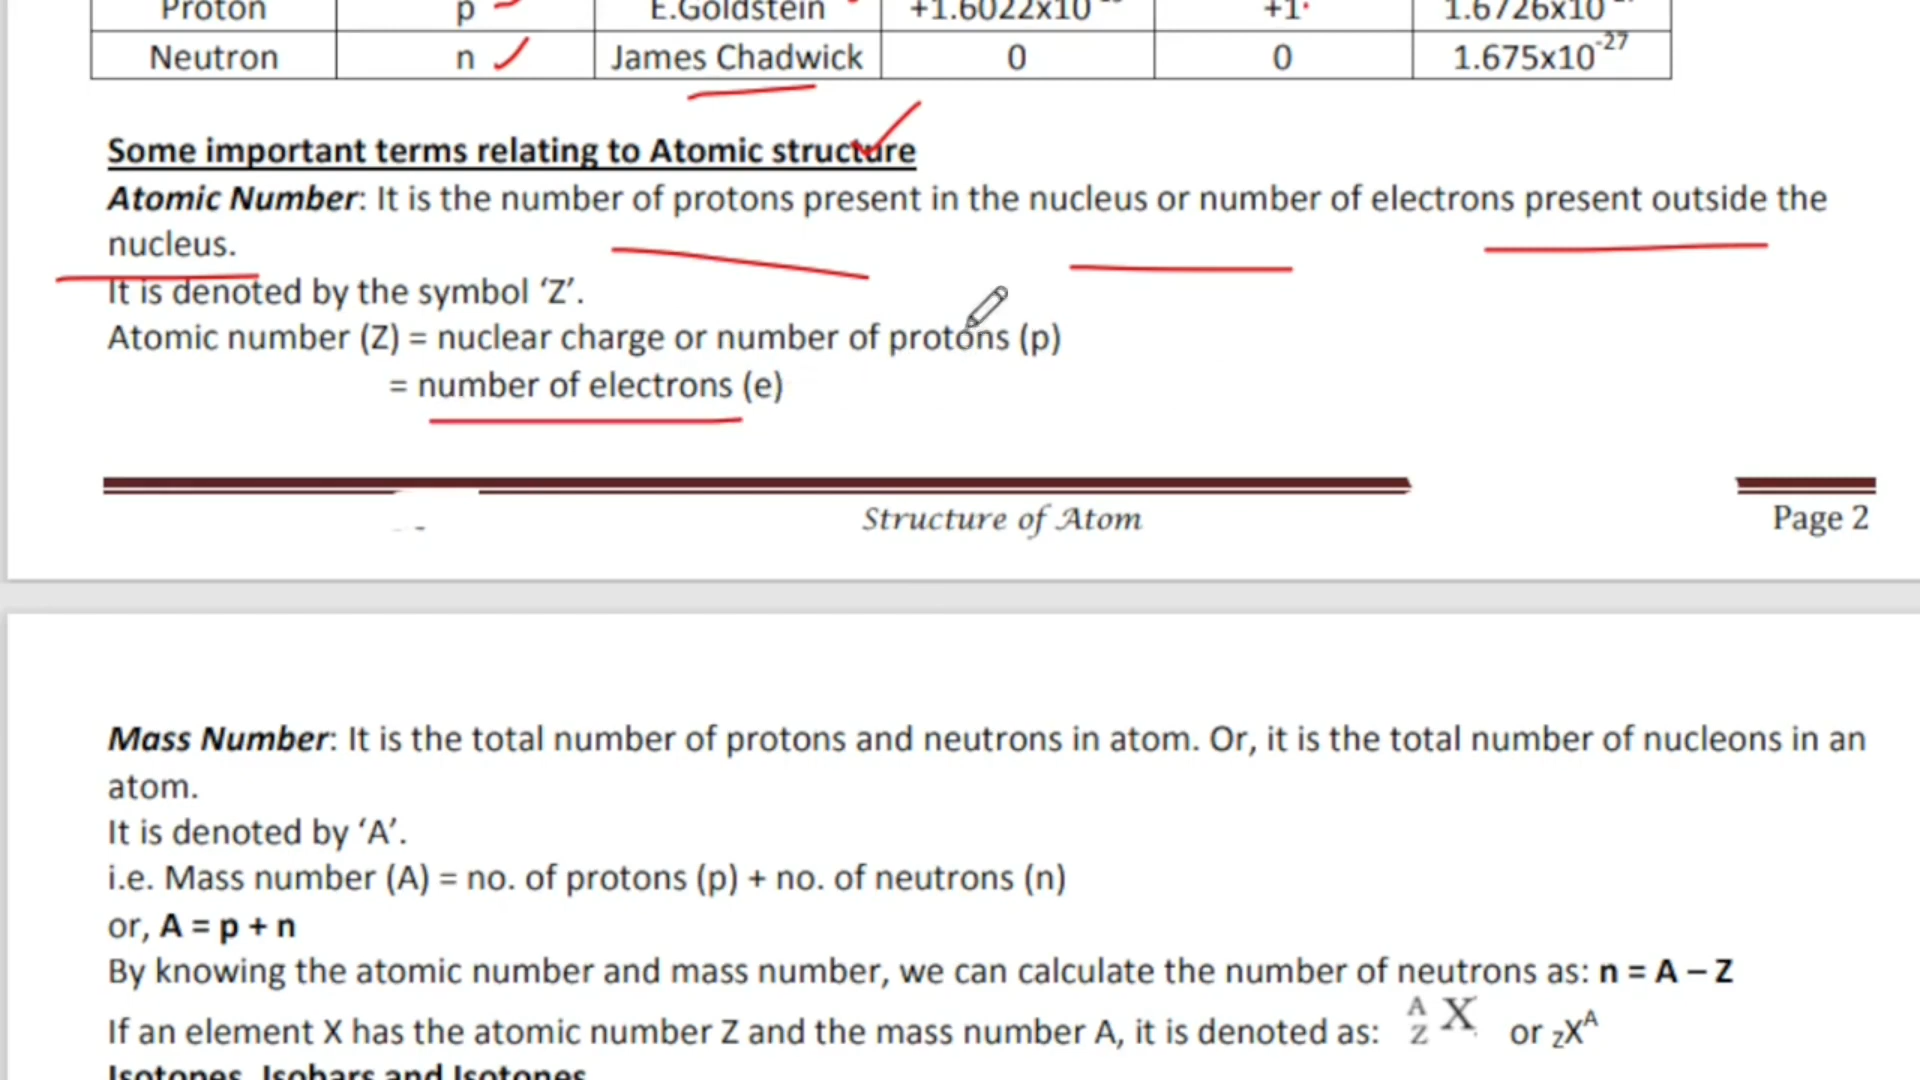 Proton p E.Goldstein +1.6022x10 +1 1.6726x10
Neutron n James Chadwick 0 0 1.675x10⁻²⁷
Some important terms relating to Atomic structure
Atomic Number: It is the number of protons present in the nucleus or number of electrons present outside the
nucleus.
It is denoted by the symbol ‘Z’.
Atomic number (Z) = nuclear charge or number of protons (p)
= number of electrons (e)
Structure of Atom
Page 2
Mass Number: It is the total number of protons and neutrons in atom. Or, it is the total number of nucleons in an
atom.
It is denoted by ‘A’.
i.e. Mass number (A) = no. of protons (p) + no. of neutrons (n)
or, A = p + n
By knowing the atomic number and mass number, we can calculate the number of neutrons as: n = A – Z
If an element X has the atomic number Z and the mass number A, it is denoted as: A Z X or ZXᴬ
Isotopes, Isobars and Isotones